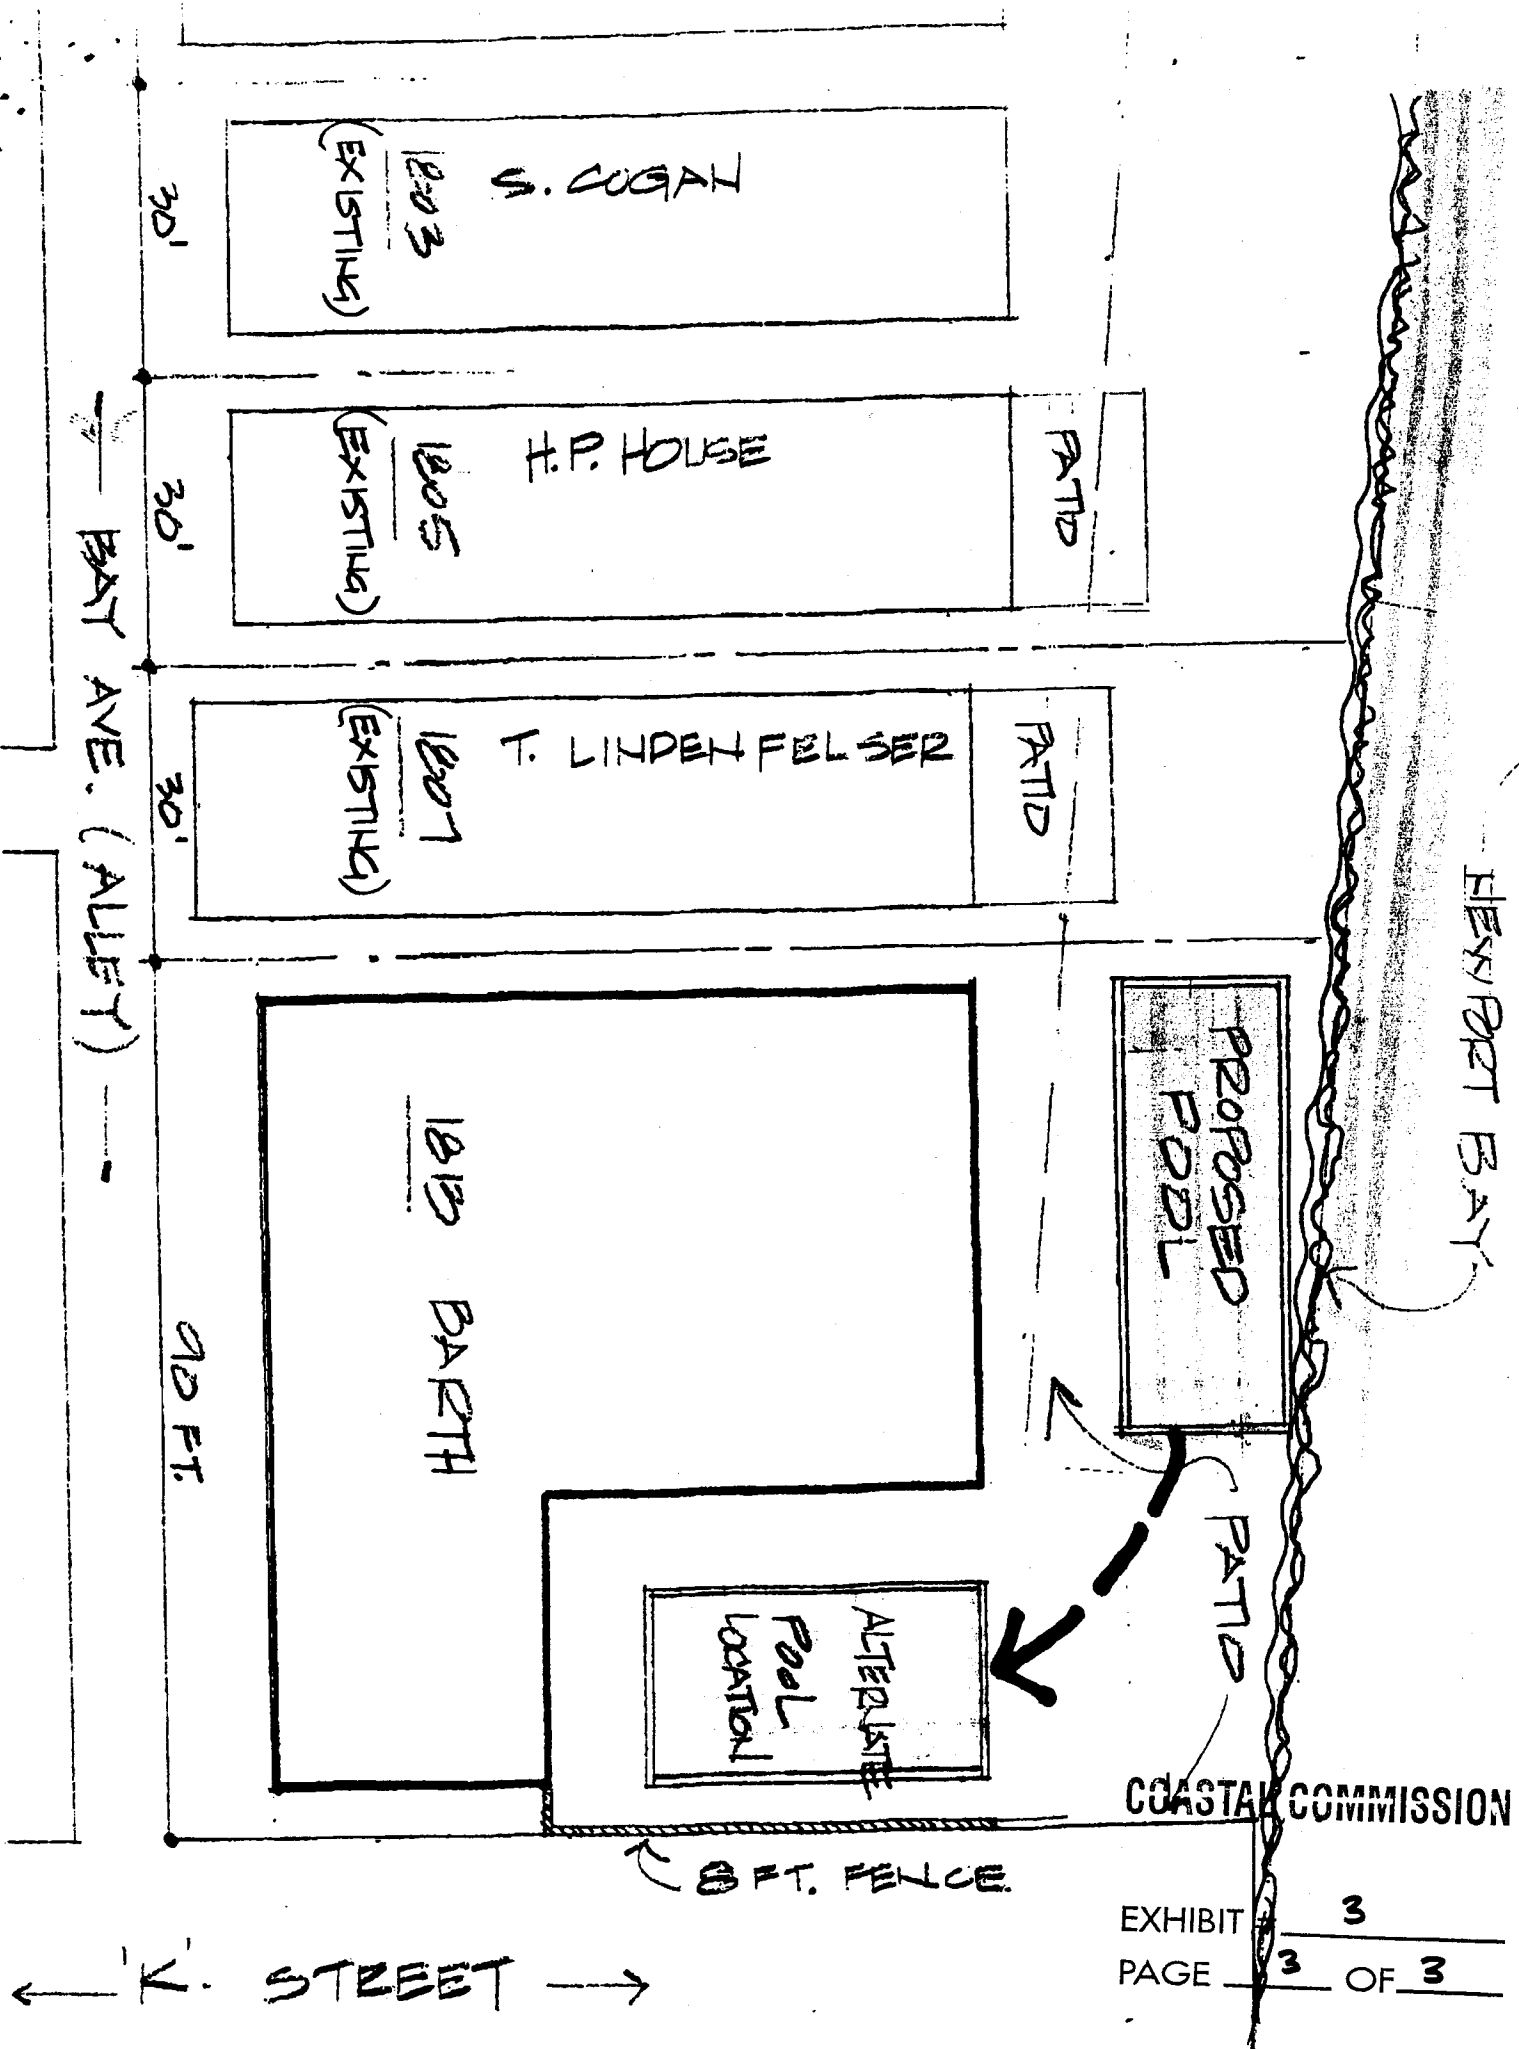 S. COGAN
1803
(EXISTING)
30'
H.P. HOUSE
1805
(EXISTING)
PATIO
30'
T. LINDENFELSER
1807
(EXISTING)
PATIO
30'
BAY AVE. (ALLEY)
NEWPORT BAY
PROPOSED
POOL
BARTH
90 FT.
PATIO
ALTERNATE
POOL
LOCATION
8 FT. FENCE
'K' STREET
COASTAL COMMISSION
EXHIBIT # 3
PAGE 3 OF 3